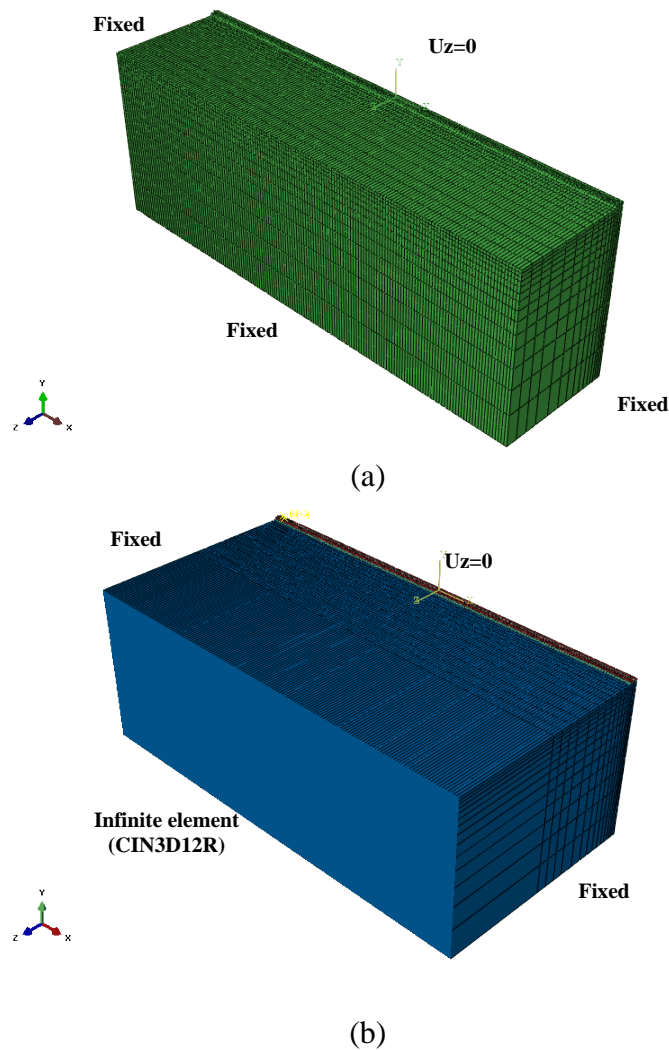 Fixed
Uz=0
Y
Fixed
Fixed
Y
Z
X
(a)
Fixed
Uz=0
Z
Infinite element
(CIN3D12R)
Fixed
Y
Z
X
(b)